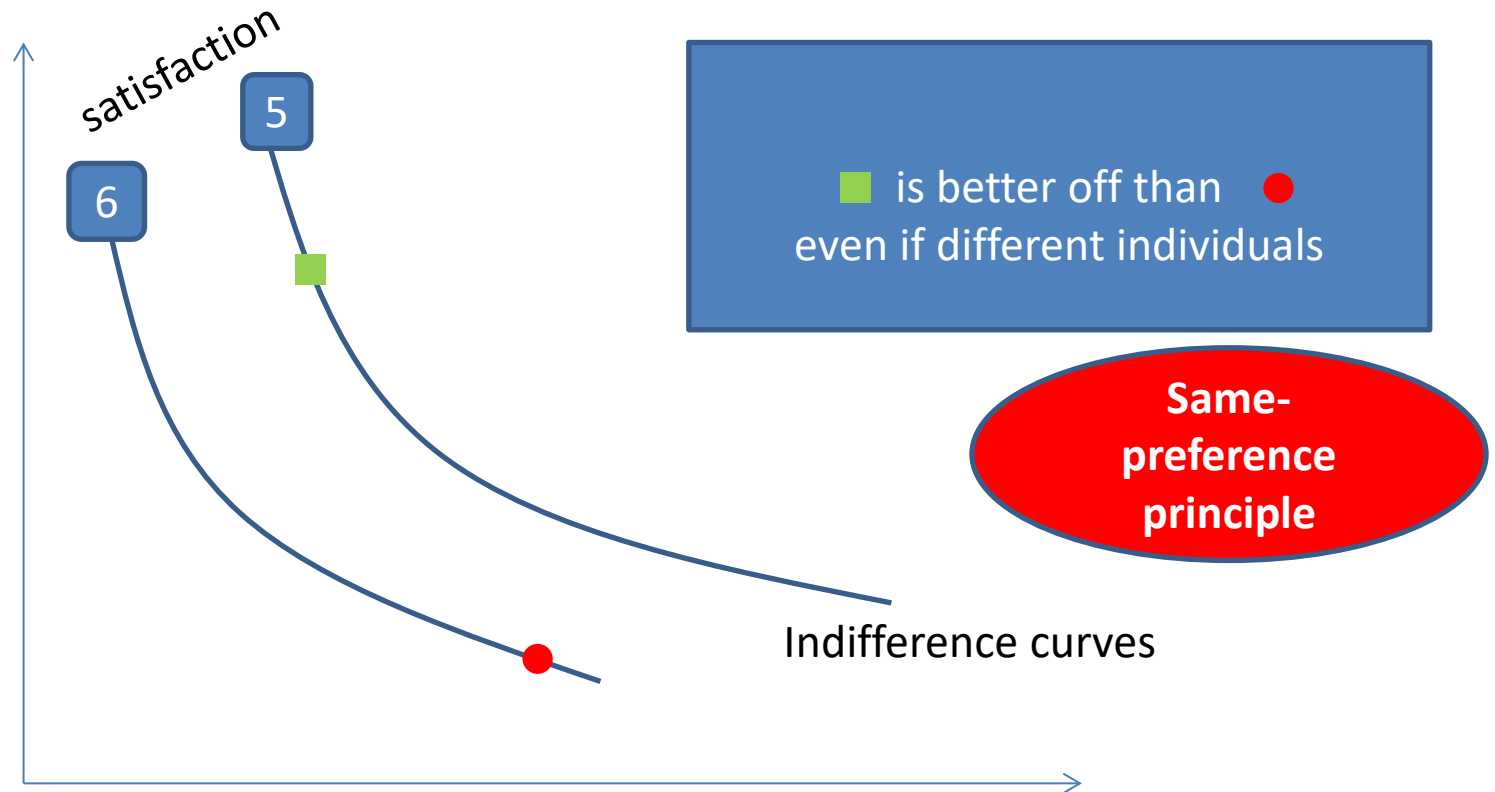 satisfaction
5
6
is better off than
even if different individuals
Same-
preference
principle
Indifference curves